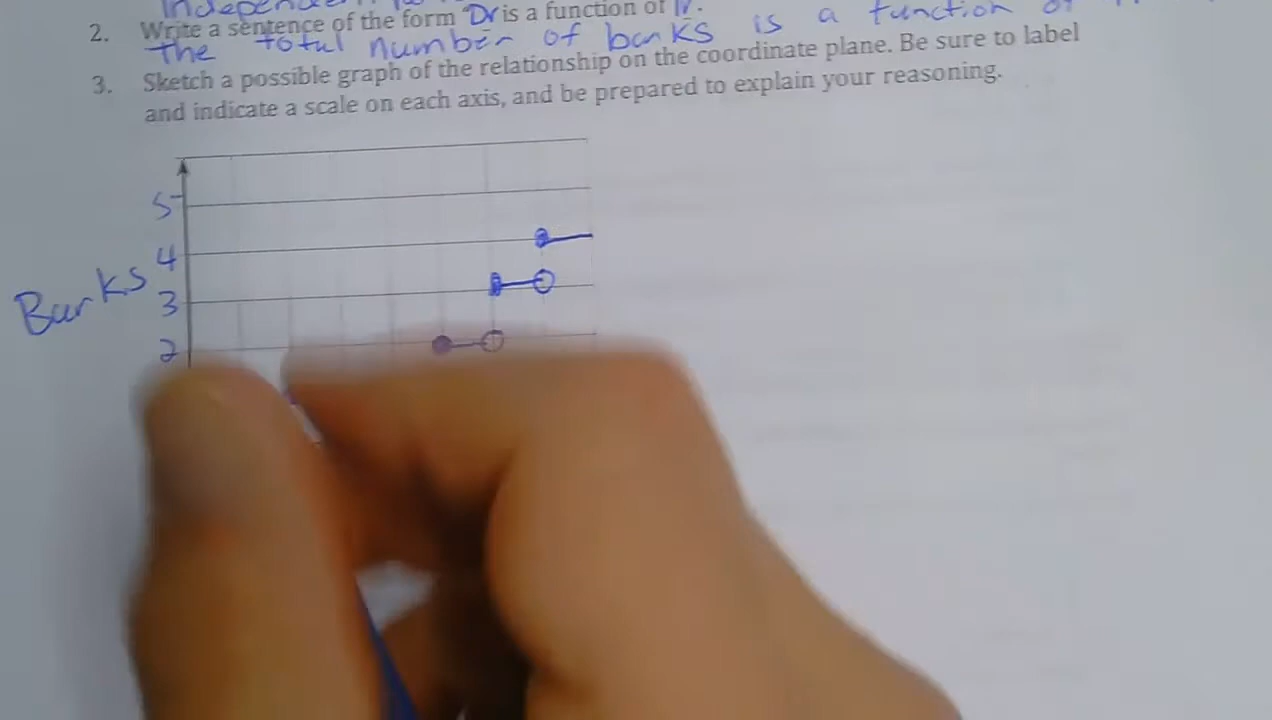 2. Write a sentence of the form "DV is a function of IV".
The total number of barks is a function of
3. Sketch a possible graph of the relationship on the coordinate plane. Be sure to label
and indicate a scale on each axis, and be prepared to explain your reasoning.
5
4
Barks
3
2